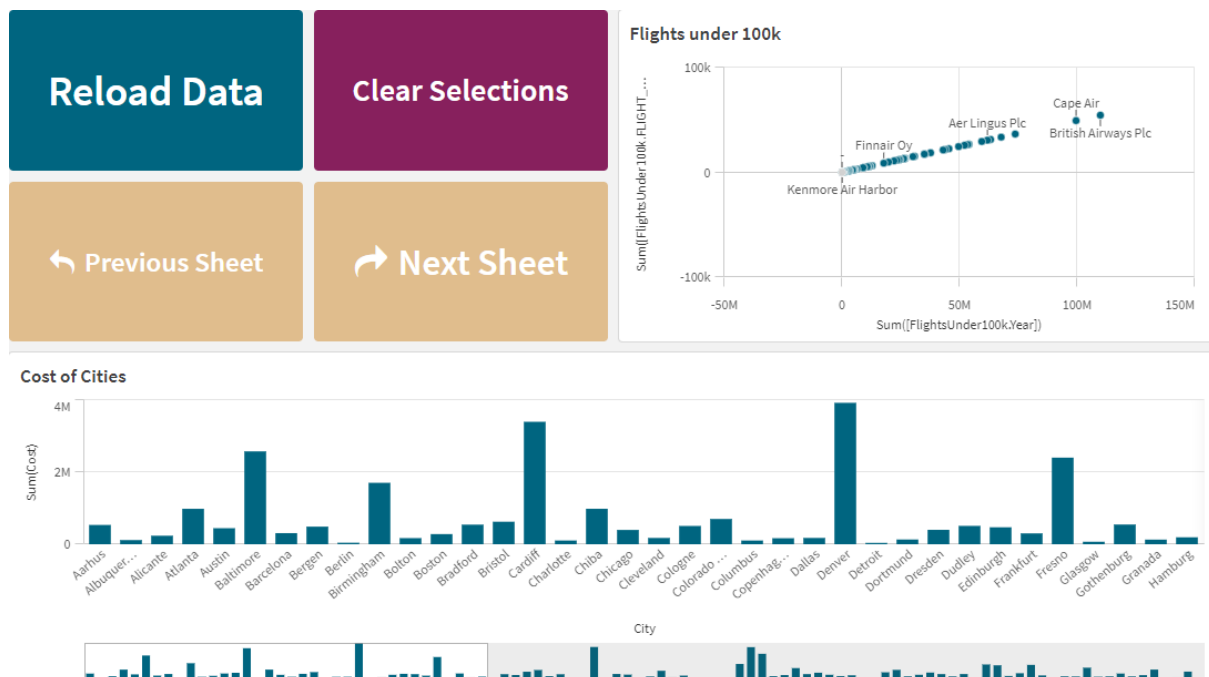 Reload Data
Clear Selections
Previous Sheet
Next Sheet
Flights under 100k
Sum([FlightsUnder100k.FLIGHT_...
100k
0
-100k
Cape Air
British Airways Plc
Aer Lingus Plc
Finnair Oy
Kenmore Air Harbor
-50M 0 50M 100M 150M
Sum([FlightsUnder100k.Year])
Cost of Cities
Sum(Cost)
4M
2M
0
Aarhus
Albuquer...
Alicante
Atlanta
Austin
Baltimore
Barcelona
Bergen
Berlin
Birmingham
Bolton
Boston
Bradford
Bristol
Cardiff
Charlotte
Chiba
Chicago
Cleveland
Cologne
Colorado ...
Columbus
Copenhag...
Dallas
Denver
Detroit
Dortmund
Dresden
Dudley
Edinburgh
Frankfurt
Fresno
Glasgow
Gothenburg
Granada
Hamburg
City